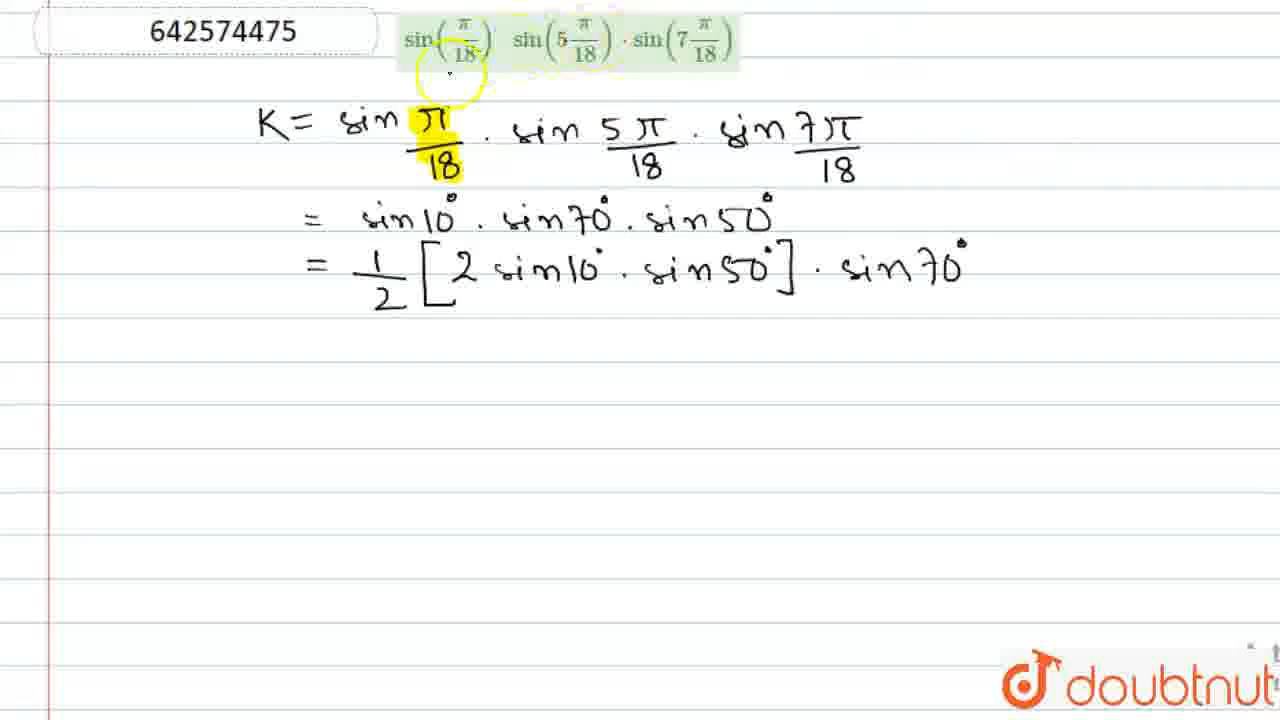 642574475
sin(π/18) sin(5π/18) · sin(7π/18)
K = sin π/18 · sin 5π/18 · sin 7π/18
= sin10° · sin70° · sin50°
= 1/2 [2 sin10° · sin50°] · sin70°
doubtnut